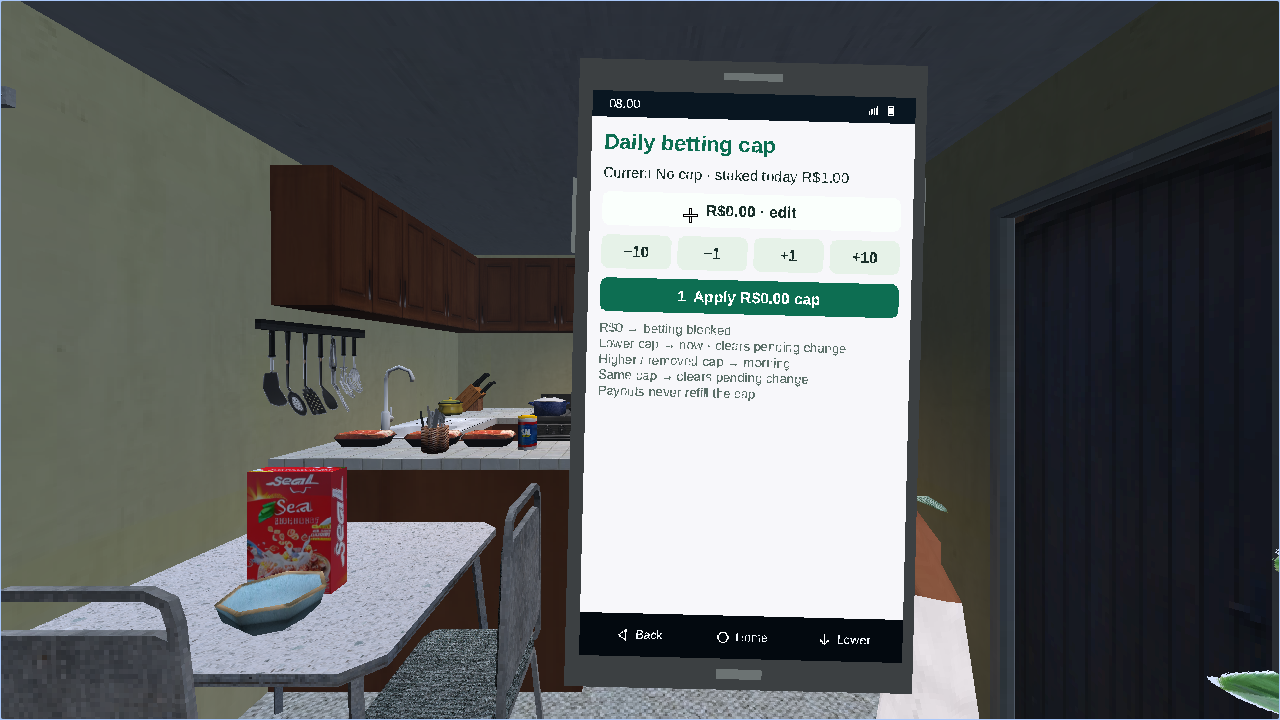 08.00
Daily betting cap
Current No cap · staked today R$1.00
R$0.00 · edit
−10 −1 +1 +10
1 Apply R$0.00 cap
R$0 → betting blocked
Lower cap → now · clears pending change
Higher / removed cap → morning
Same cap → clears pending change
Payouts never refill the cap
Back Home Lower
Seal
Seal